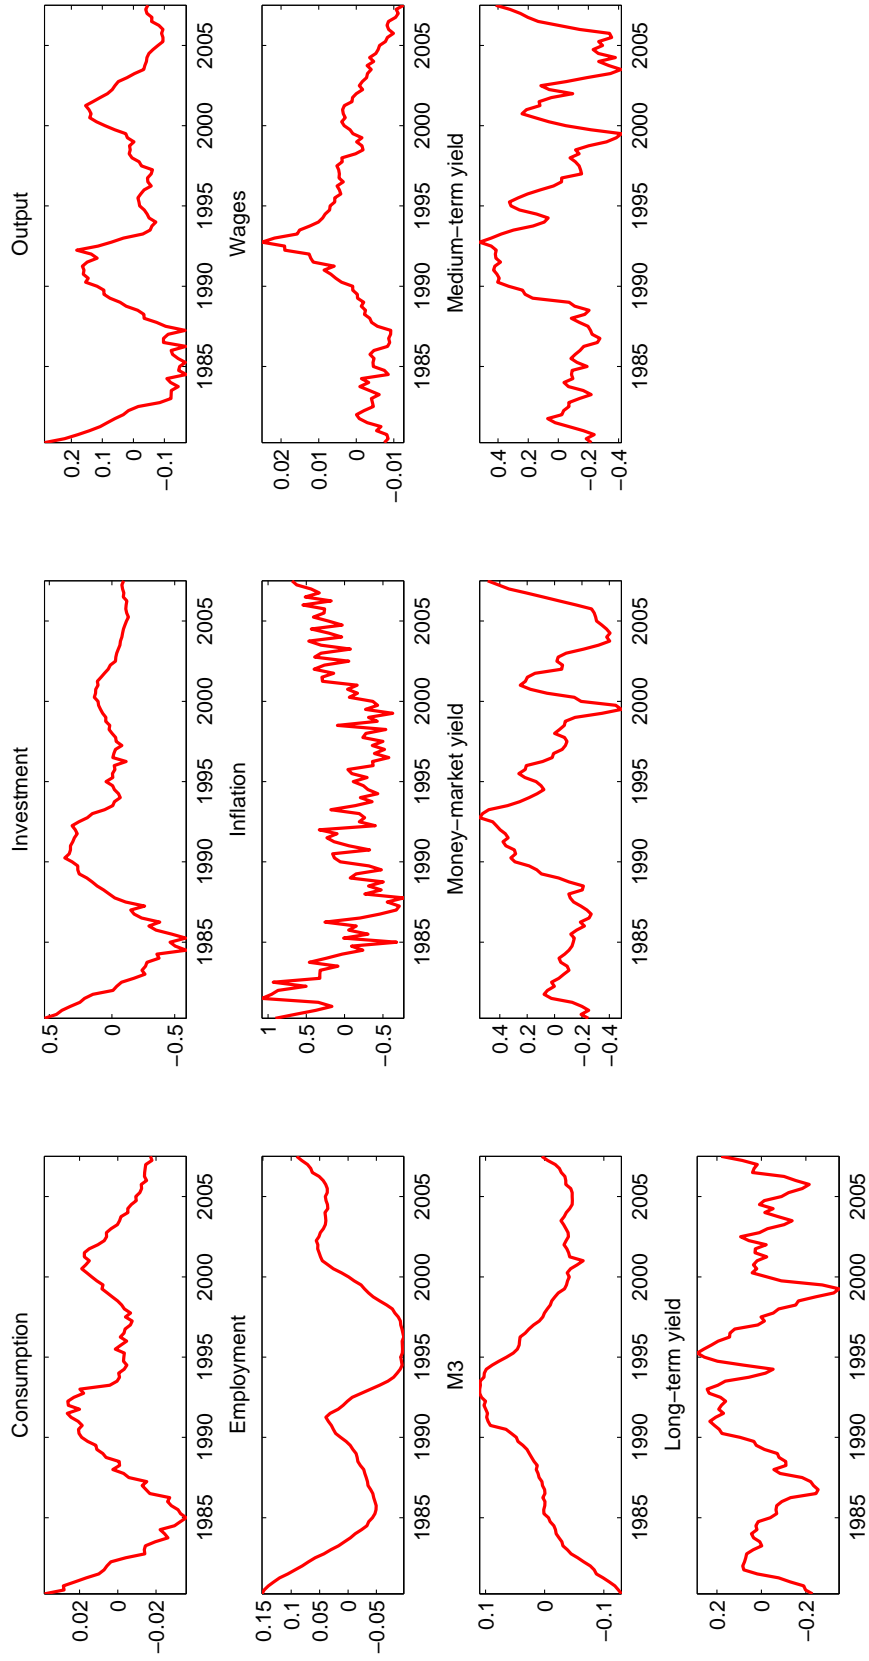 Consumption
0.02
0
−0.02
1985 1990 1995 2000 2005
Investment
0.5
0
−0.5
1985 1990 1995 2000 2005
Output
0.2
0.1
0
−0.1
1985 1990 1995 2000 2005
Employment
0.15
0.1
0.05
0
−0.05
1985 1990 1995 2000 2005
Inflation
1
0.5
0
−0.5
1985 1990 1995 2000 2005
Wages
0.02
0.01
0
−0.01
1985 1990 1995 2000 2005
M3
0.1
0
−0.1
1985 1990 1995 2000 2005
Money−market yield
0.4
0.2
0
−0.2
−0.4
1985 1990 1995 2000 2005
Medium−term yield
0.4
0.2
0
−0.2
−0.4
1985 1990 1995 2000 2005
Long−term yield
0.2
0
−0.2
1985 1990 1995 2000 2005